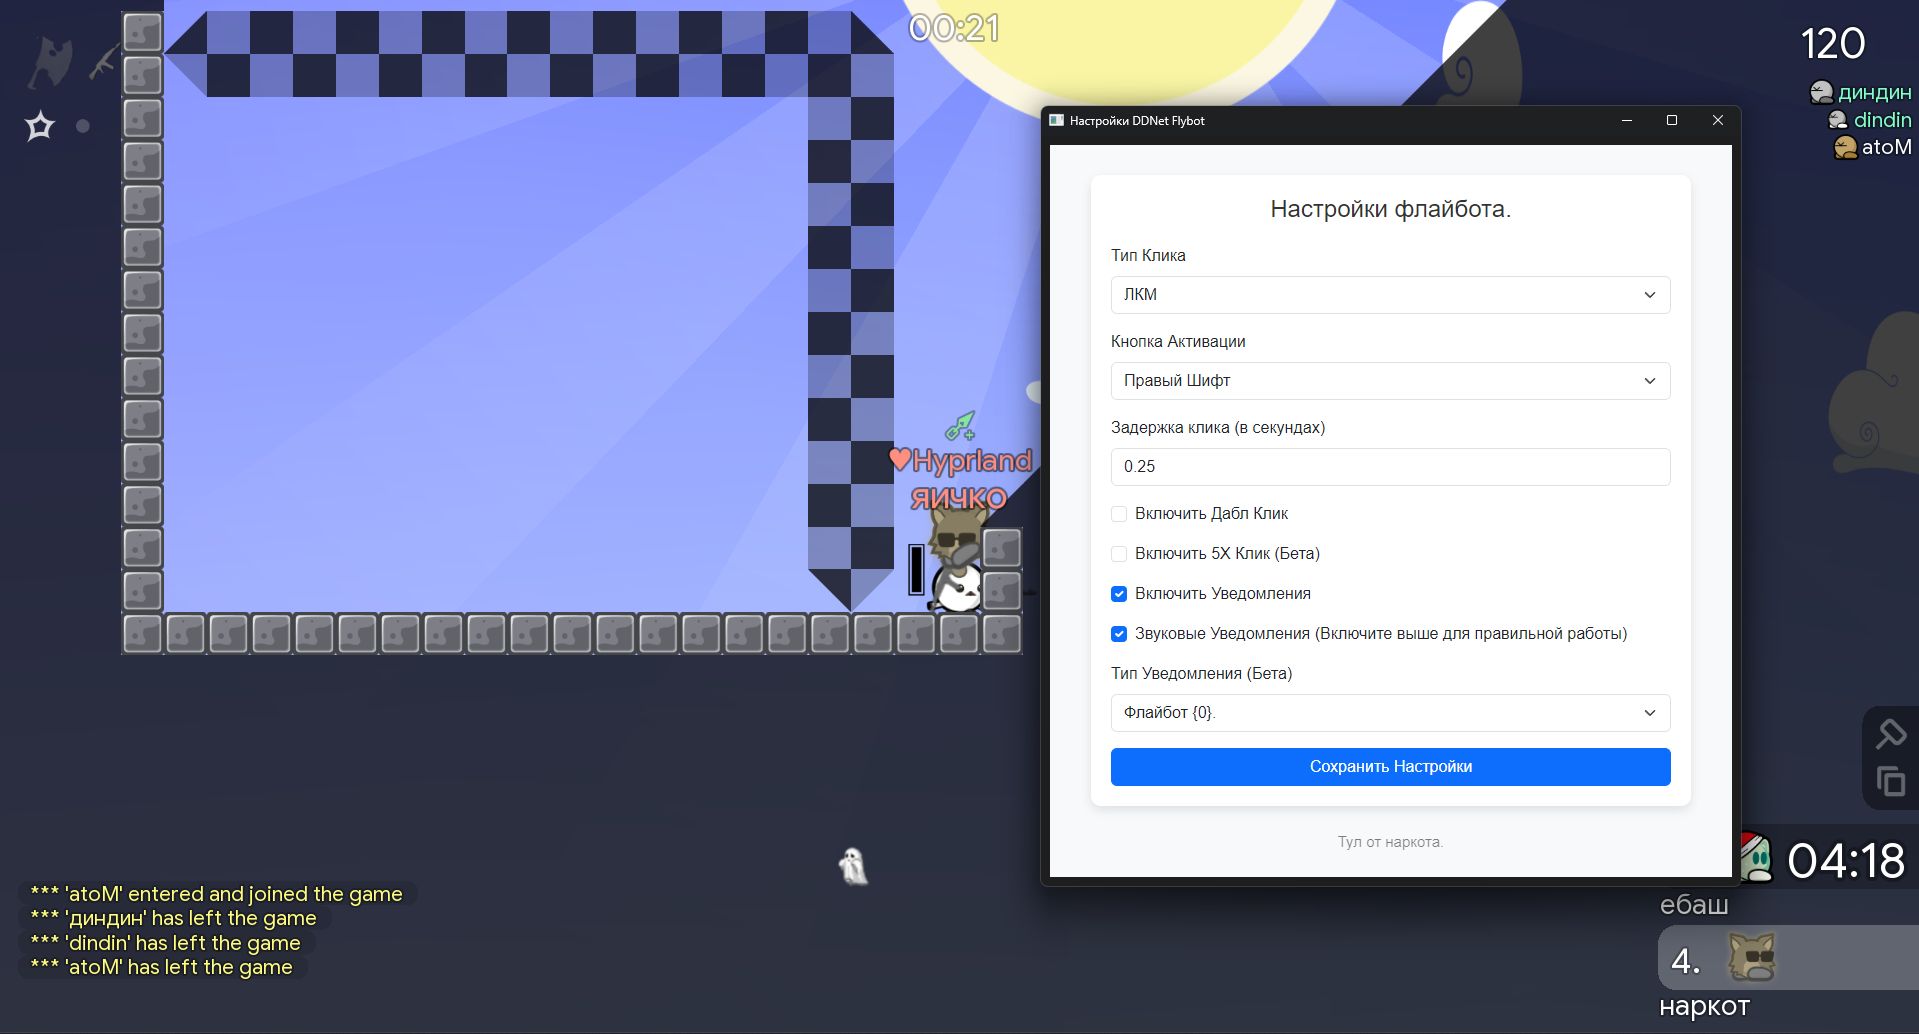 00:21
120
диндин
dindin
atoM
Hyprland
яичко
Настройки DDNet Flybot
Настройки флайбота.
Тип Клика
ЛКМ
Кнопка Активации
Правый Шифт
Задержка клика (в секундах)
0.25
Включить Дабл Клик
Включить 5X Клик (Бета)
Включить Уведомления
Звуковые Уведомления (Включите выше для правильной работы)
Тип Уведомления (Бета)
Флайбот {0}.
Сохранить Настройки
Тул от наркота.
*** 'atoM' entered and joined the game
*** 'диндин' has left the game
*** 'dindin' has left the game
*** 'atoM' has left the game
04:18
ебаш
4.
наркот